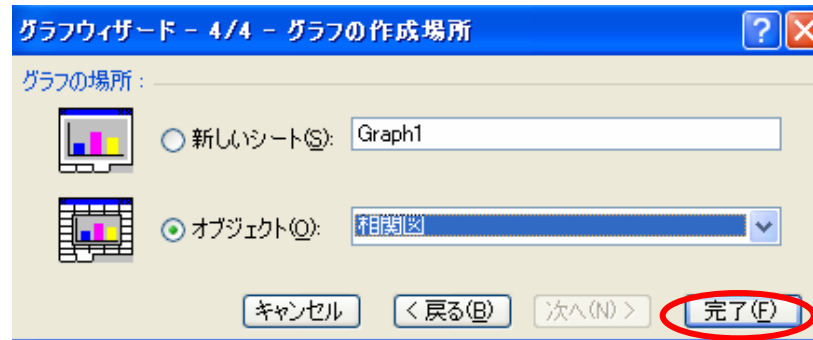 グラフウィザード - 4/4 - グラフの作成場所
グラフの場所:
新しいシート(S): Graph1
オブジェクト(O): 相関図
キャンセル < 戻る(B) 次へ(N) > 完了(F)